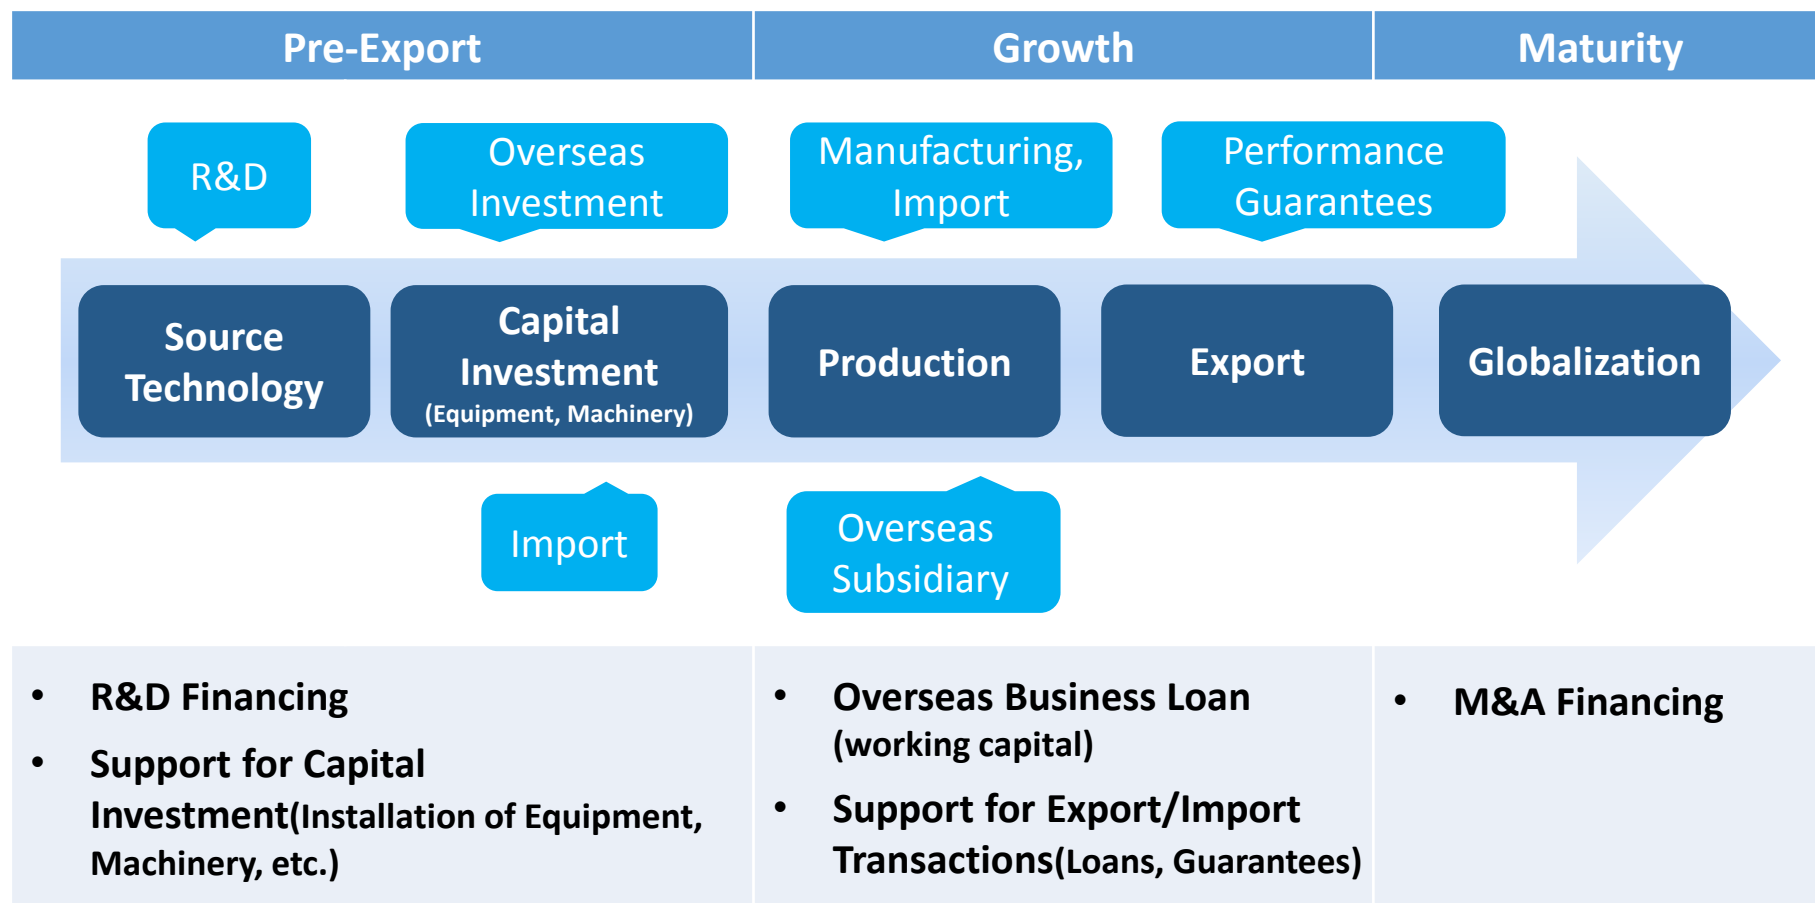 Pre-Export
Growth
Maturity
R&D
Overseas
Investment
Manufacturing,
Import
Performance
Guarantees
Source
Technology
Capital
Investment
(Equipment, Machinery)
Production
Export
Globalization
Import
Overseas
Subsidiary
• R&D Financing
• Support for Capital
Investment(Installation of Equipment,
Machinery, etc.)
• Overseas Business Loan
(working capital)
• Support for Export/Import
Transactions(Loans, Guarantees)
• M&A Financing